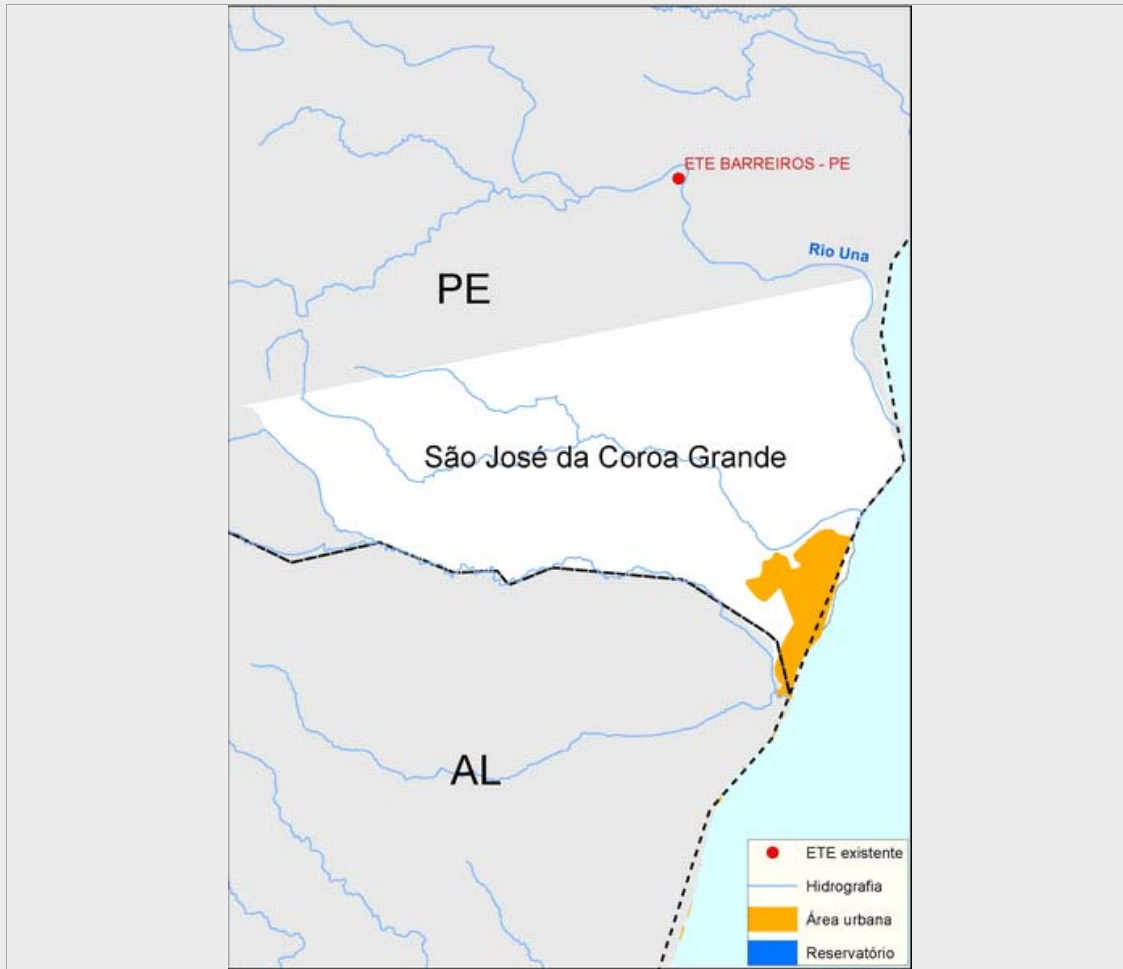 ETE BARREIROS - PE
Rio Una
PE
São José da Coroa Grande
AL
ETE existente
Hidrografia
Área urbana
Reservatório